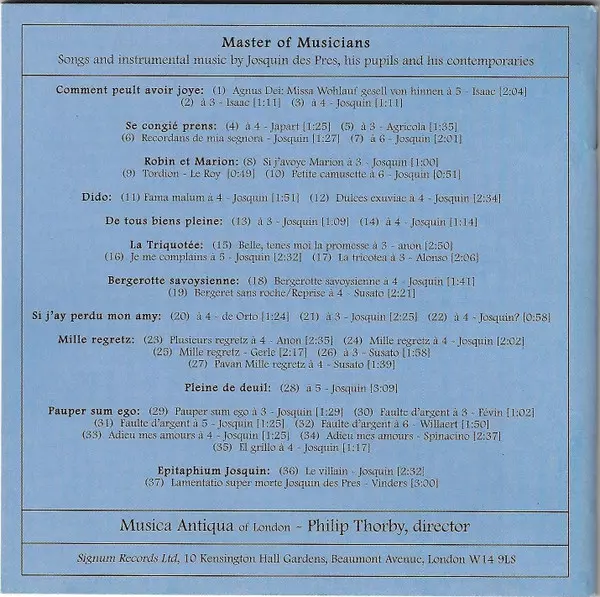 Master of Musicians
Songs and instrumental music by Josquin des Pres, his pupils and his contemporaries
Comment peult avoir joye: (1) Agnus Dei: Missa Wohlauf gesell von hinnen à 5 - Isaac [2:04]
(2) à 3 - Isaac [1:11] (3) à 4 - Josquin [1:11]
Se congié prens: (4) à 4 - Japart [1:25] (5) à 3 - Agricola [1:35]
(6) Recordans de mia segnora - Josquin [1:27] (7) à 6 - Josquin [2:01]
Robin et Marion: (8) Si j'avoye Marion à 3 - Josquin [1:00]
(9) Tordion - Le Roy [0:49] (10) Petite camusette à 6 - Josquin [0:51]
Dido: (11) Fama malum à 4 - Josquin [1:51] (12) Dulces exuviae à 4 - Josquin [2:34]
De tous biens pleine: (13) à 3 - Josquin [1.09] (14) à 4 - Josquin [1:14]
La Triquotée: (15) Belle, tenes moi la promesse à 3 - anon [2:50]
(16) Je me complains à 5 - Josquin [2:32] (17) La tricotea à 3 - Alonso [2:06]
Bergerotte savoysienne: (18) Bergerotte savoysienne à 4 - Josquin [1:41]
(19) Bergeret sans roche/Reprise à 4 - Susato [2:21]
Si j'ay perdu mon amy: (20) à 4 - de Orto [1:24] (21) à 3 - Josquin [2:25] (22) à 4 - Josquin? [0:58]
Mille regretz: (23) Plusieurs regretz à 4 - Anon [2:35] (24) Mille regretz à 4 - Josquin [2:02]
(25) Mille regretz - Gerle [2:17] (26) à 3 - Susato [1:58]
(27) Pavan Mille regretz à 4 - Susato [1:39]
Pleine de deuil: (28) à 5 - Josquin [3:09]
Pauper sum ego: (29) Pauper sum ego à 3 - Josquin [1:29] (30) Faulte d'argent à 3 - Févin [1:02]
(31) Faulte d'argent à 5 - Josquin [1:25] (32) Faulte d'argent à 6 - Willaert [1:50]
(33) Adieu mes amours à 4 - Josquin [1:25] (34) Adieu mes amours - Spinacino [2:37]
(35) El grillo à 4 - Josquin [1:17]
Epitaphium Josquin: (36) Le villain - Josquin [2:32]
(37) Lamentatio super morte Josquin des Pres - Vinders [3:00]
Musica Antiqua of London - Philip Thorby, director
Signum Records Ltd, 10 Kensington Hall Gardens, Beaumont Avenue, London W14 9LS